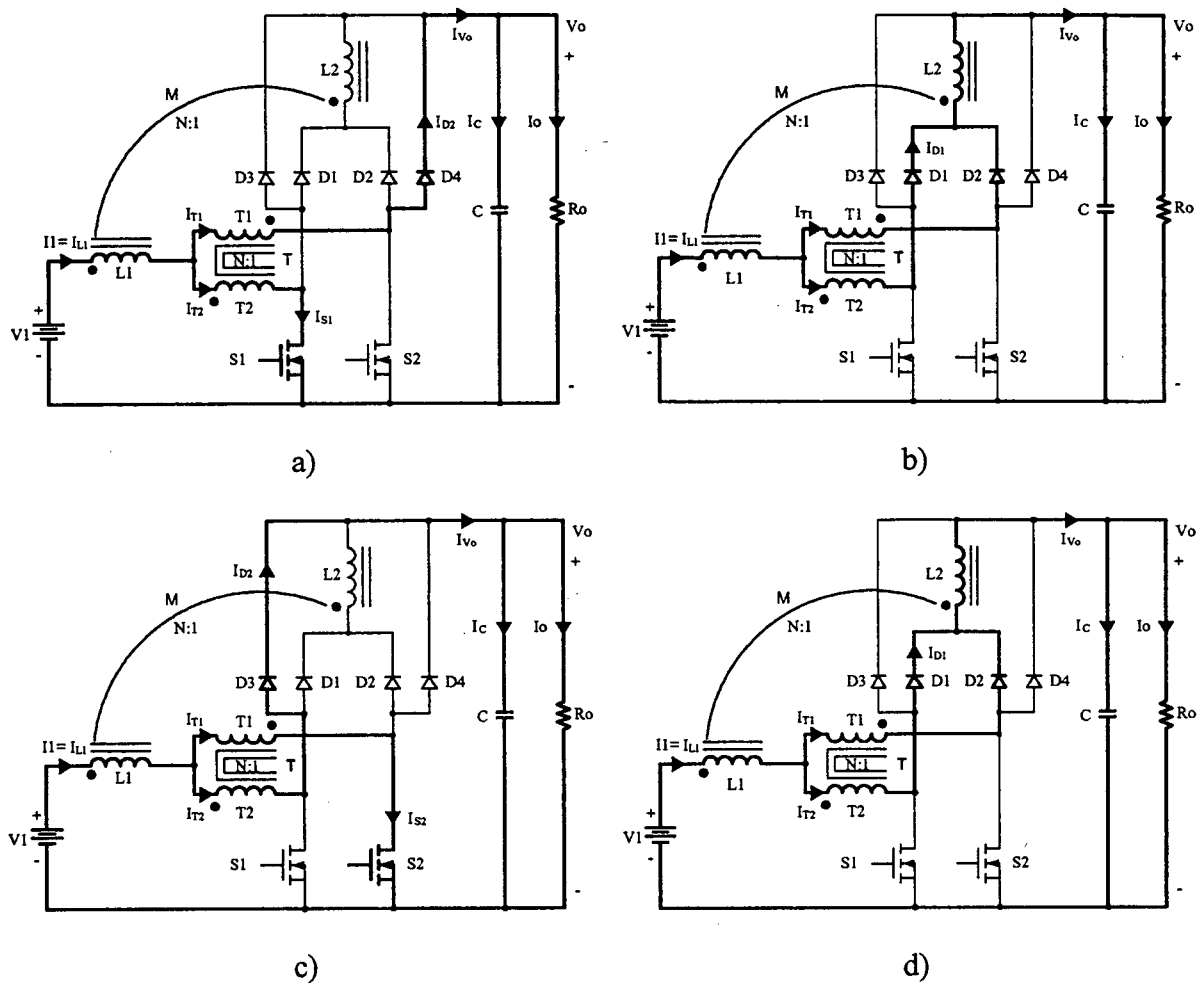 Vo
IVo
+
L2
M
N:1
ID2
IC
Io
D3
D1
D2
D4
IT1
T1
C
Ro
I1= IL1
N:1
T
L1
IT2
T2
+
V1
-
IS1
S1
S2
-
a)
Vo
IVo
+
L2
M
N:1
IC
Io
ID1
D3
D1
D2
D4
IT1
T1
C
Ro
I1= IL1
N:1
T
L1
IT2
T2
+
V1
-
S1
S2
-
b)
Vo
IVo
+
ID2
L2
M
N:1
IC
Io
D3
D1
D2
D4
IT1
T1
C
Ro
I1= IL1
N:1
T
L1
IT2
T2
+
V1
-
IS2
S1
S2
-
c)
Vo
IVo
+
L2
M
N:1
IC
Io
ID1
D3
D1
D2
D4
IT1
T1
C
Ro
I1= IL1
N:1
T
L1
IT2
T2
+
V1
-
S1
S2
-
d)